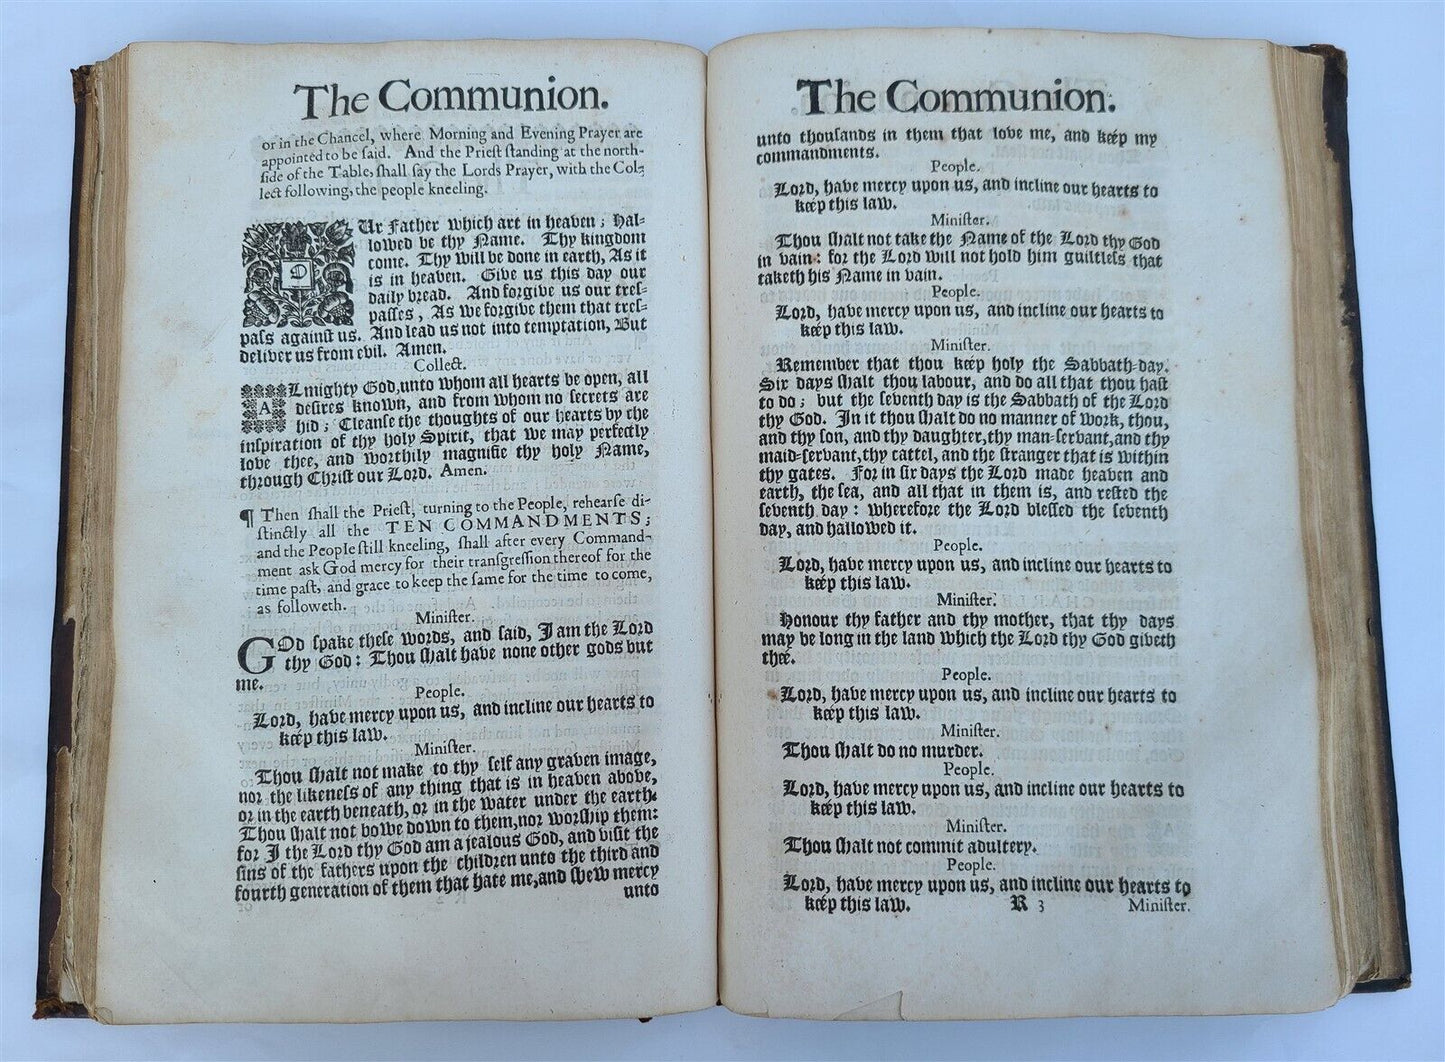 The Communion.
or in the Chancel, where Morning and Evening Prayer are
appointed to be ſaid. And the Prieſt ſtanding at the north-
ſide of the Table, ſhall ſay the Lords Prayer, with the Col-
lect following, the people kneeling.
OUr Father which art in heaven; Hal-
lowed be thy Name. Thy kingdom
come. Thy will be done in earth, As it
is in heaven. Give us this day our
daily bread. And forgive us our treſ-
paſſes, As we forgive them that treſ-
paſs againſt us. And lead us not into temptation, But
deliver us from evil. Amen.
Collect.
ALmighty God, unto whom all hearts be open, all
deſires known, and from whom no ſecrets are
hid; Cleanſe the thoughts of our hearts by the
inſpiration of thy holy Spirit, that we may perfectly
love thee, and worthily magnifie thy holy Name,
through Chriſt our Lord. Amen.
¶ Then ſhall the Prieſt, turning to the People, rehearſe di-
ſtinctly all the TEN COMMANDMENTS;
and the People ſtill kneeling, ſhall after every Command-
ment ask God mercy for their tranſgreſſion thereof for the
time paſt, and grace to keep the ſame for the time to come,
as followeth.
Miniſter.
GOd ſpake theſe words, and ſaid, I am the Lord
thy God: Thou ſhalt have none other gods but
me.
People.
Lord, have mercy upon us, and incline our hearts to
keep this law.
Miniſter.
Thou ſhalt not make to thy ſelf any graven image,
nor the likeneſs of any thing that is in heaven above,
or in the earth beneath, or in the water under the earth.
Thou ſhalt not bowe down to them, nor worſhip them:
for I the Lord thy God am a jealous God, and viſit the
ſins of the fathers upon the children unto the third and
fourth generation of them that hate me, and ſhew mercy
unto
The Communion.
unto thouſands in them that love me, and keep my
commandments.
People.
Lord, have mercy upon us, and incline our hearts to
keep this law.
Miniſter.
Thou ſhalt not take the Name of the Lord thy God
in vain: for the Lord will not hold him guiltleſs that
taketh his Name in vain.
People.
Lord, have mercy upon us, and incline our hearts to
keep this law.
Miniſter.
Remember that thou keep holy the Sabbath-day.
Six days ſhalt thou labour, and do all that thou haſt
to do; but the ſeventh day is the Sabbath of the Lord
thy God. In it thou ſhalt do no manner of work, thou,
and thy ſon, and thy daughter, thy man-ſervant, and thy
maid-ſervant, thy cattel, and the ſtranger that is within
thy gates. For in ſix days the Lord made heaven and
earth, the ſea, and all that in them is, and reſted the
ſeventh day: wherefore the Lord bleſſed the ſeventh
day, and hallowed it.
People.
Lord, have mercy upon us, and incline our hearts to
keep this law.
Miniſter.
Honour thy father and thy mother, that thy days
may be long in the land which the Lord thy God giveth
thee.
People.
Lord, have mercy upon us, and incline our hearts to
keep this law.
Miniſter.
Thou ſhalt do no murder.
People.
Lord, have mercy upon us, and incline our hearts to
keep this law.
Miniſter.
Thou ſhalt not commit adultery.
People.
Lord, have mercy upon us, and incline our hearts to
keep this law.
R 3 Miniſter.